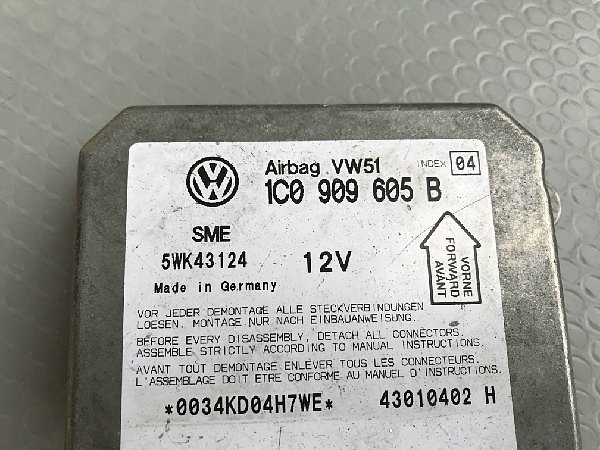 Airbag VW51 INDEX 04
1C0 909 605 B
SME
5WK43124 12V
Made in Germany
VORNE
FORWARD
AVANT
VOR JEDER DEMONTAGE ALLE STECKVERBINDUNGEN
LOESEN. MONTAGE NUR NACH EINBAUANWEISUNG.
BEFORE EVERY DISASSEMBLY, DETACH ALL CONNECTORS.
ASSEMBLE STRICTLY ACCORDING TO MANUAL INSTRUCTIONS.
AVANT TOUT DEMONTAGE ENLEVER TOUS LES CONNECTEURS.
L'ASSEMBLAGE DOIT ETRE CONFORME AU MANUEL D'INSTRUCTIONS.
*0034KD04H7WE* 43010402 H